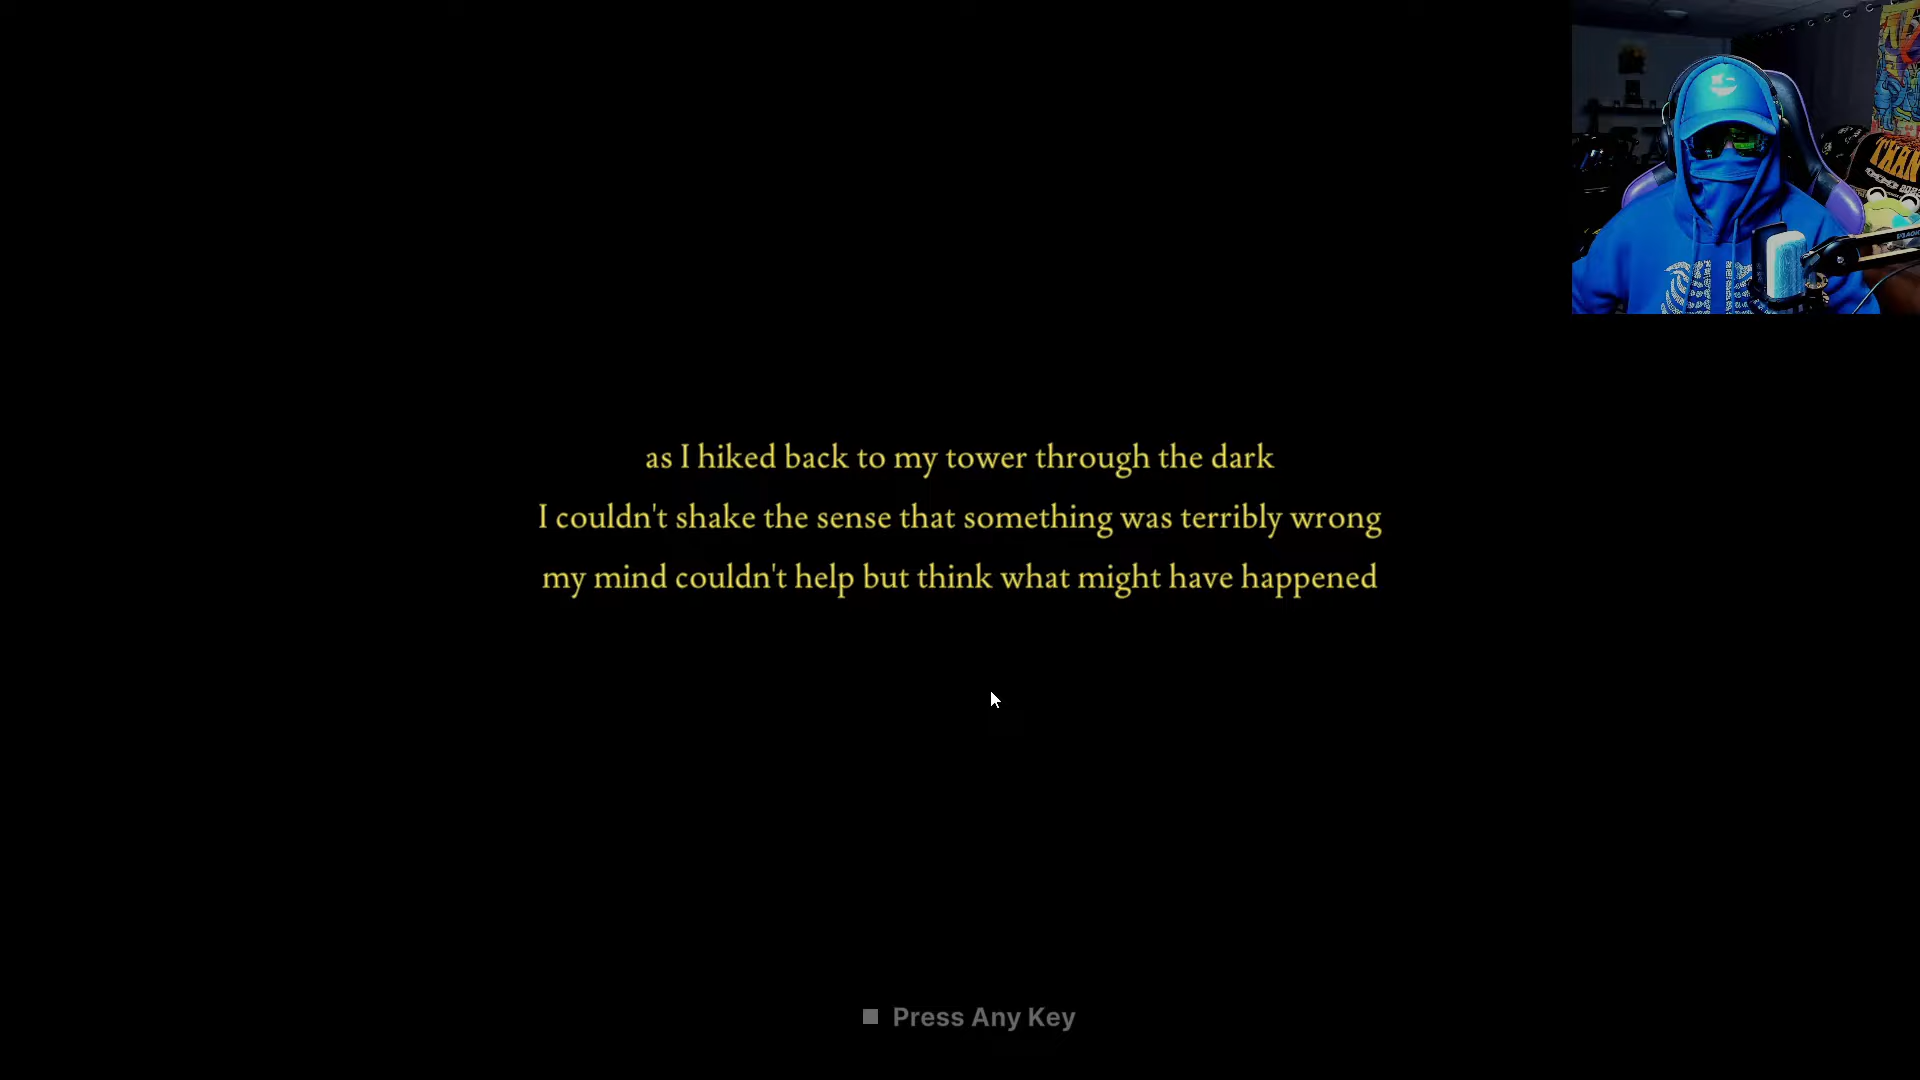 as I hiked back to my tower through the dark
I couldn't shake the sense that something was terribly wrong
my mind couldn't help but think what might have happened
Press Any Key